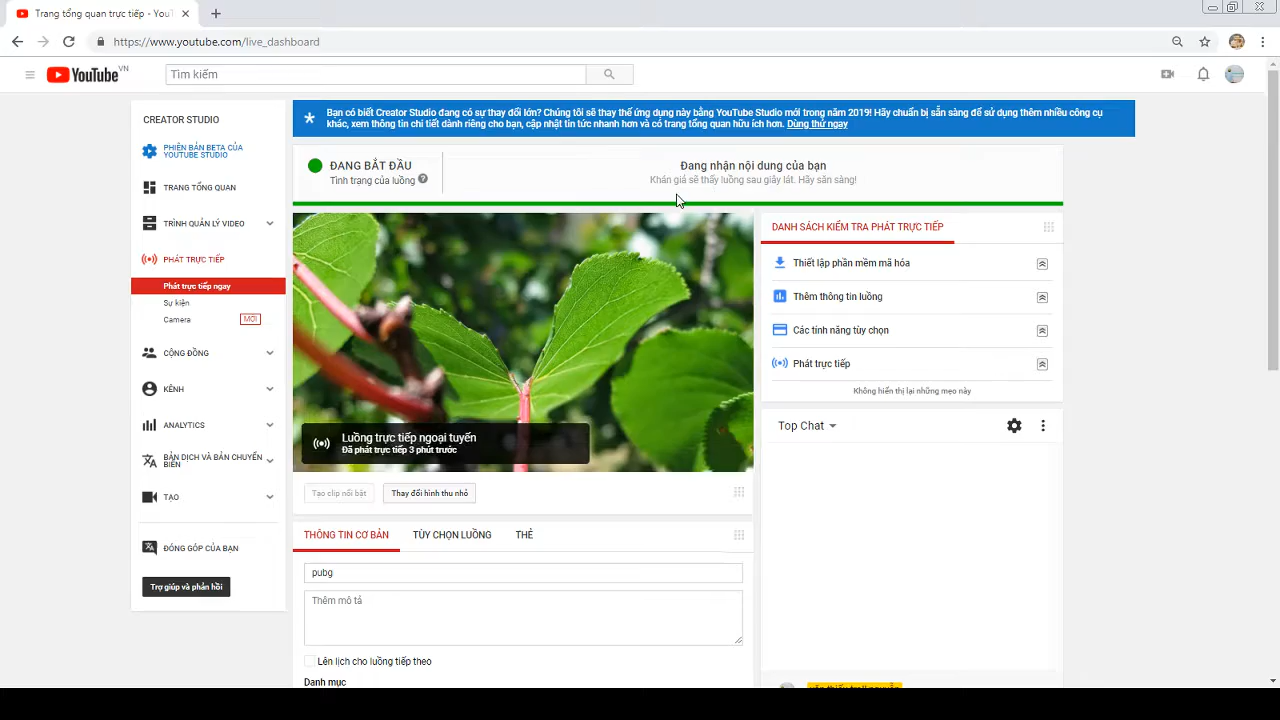 Trang tổng quan trực tiếp - You
https://www.youtube.com/live_dashboard
YouTube VN
Tìm kiếm
CREATOR STUDIO
PHIÊN BẢN BETA CỦA
YOUTUBE STUDIO
TRANG TỔNG QUAN
TRÌNH QUẢN LÝ VIDEO
PHÁT TRỰC TIẾP
Phát trực tiếp ngay
Sự kiện
Camera MỚI
CỘNG ĐỒNG
KÊNH
ANALYTICS
BẢN DỊCH VÀ BẢN CHUYỂN
BIÊN
TẠO
ĐÓNG GÓP CỦA BẠN
Trợ giúp và phản hồi
Bạn có biết Creator Studio đang có sự thay đổi lớn? Chúng tôi sẽ thay thế ứng dụng này bằng YouTube Studio mới trong năm 2019! Hãy chuẩn bị sẵn sàng để sử dụng thêm nhiều công cụ
khác, xem thông tin chi tiết dành riêng cho bạn, cập nhật tin tức nhanh hơn và có trang tổng quan hữu ích hơn. Dùng thử ngay
ĐANG BẮT ĐẦU
Tình trạng của luồng ?
Đang nhận nội dung của bạn
Khán giả sẽ thấy luồng sau giây lát. Hãy sẵn sàng!
Luồng trực tiếp ngoại tuyến
Đã phát trực tiếp 3 phút trước
Tạo clip nổi bật
Thay đổi hình thu nhỏ
THÔNG TIN CƠ BẢN
TÙY CHỌN LUỒNG
THẺ
pubg
Thêm mô tả
Lên lịch cho luồng tiếp theo
Danh mục
DANH SÁCH KIỂM TRA PHÁT TRỰC TIẾP
Thiết lập phần mềm mã hóa
Thêm thông tin luồng
Các tính năng tùy chọn
Phát trực tiếp
Không hiển thị lại những mẹo này
Top Chat